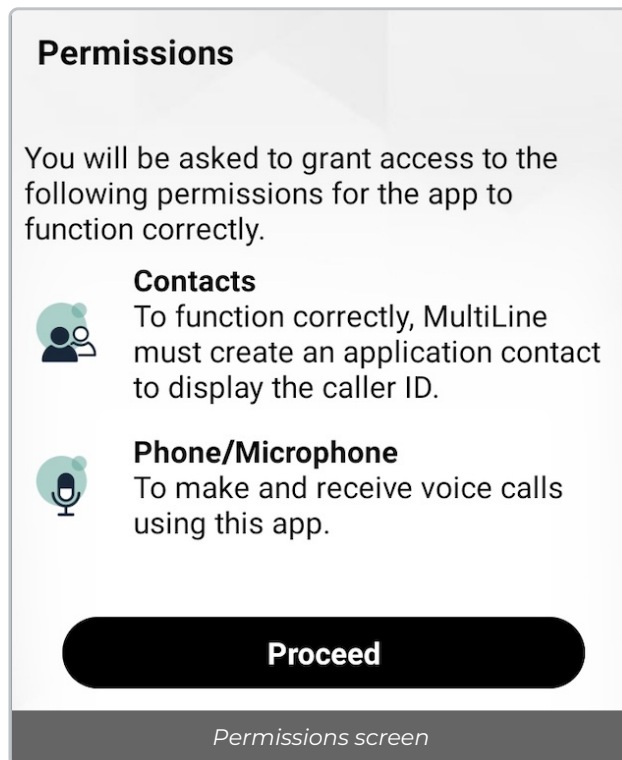 Permissions
You will be asked to grant access to the
following permissions for the app to
function correctly.
Contacts
To function correctly, MultiLine
must create an application contact
to display the caller ID.
Phone/Microphone
To make and receive voice calls
using this app.
Proceed
Permissions screen